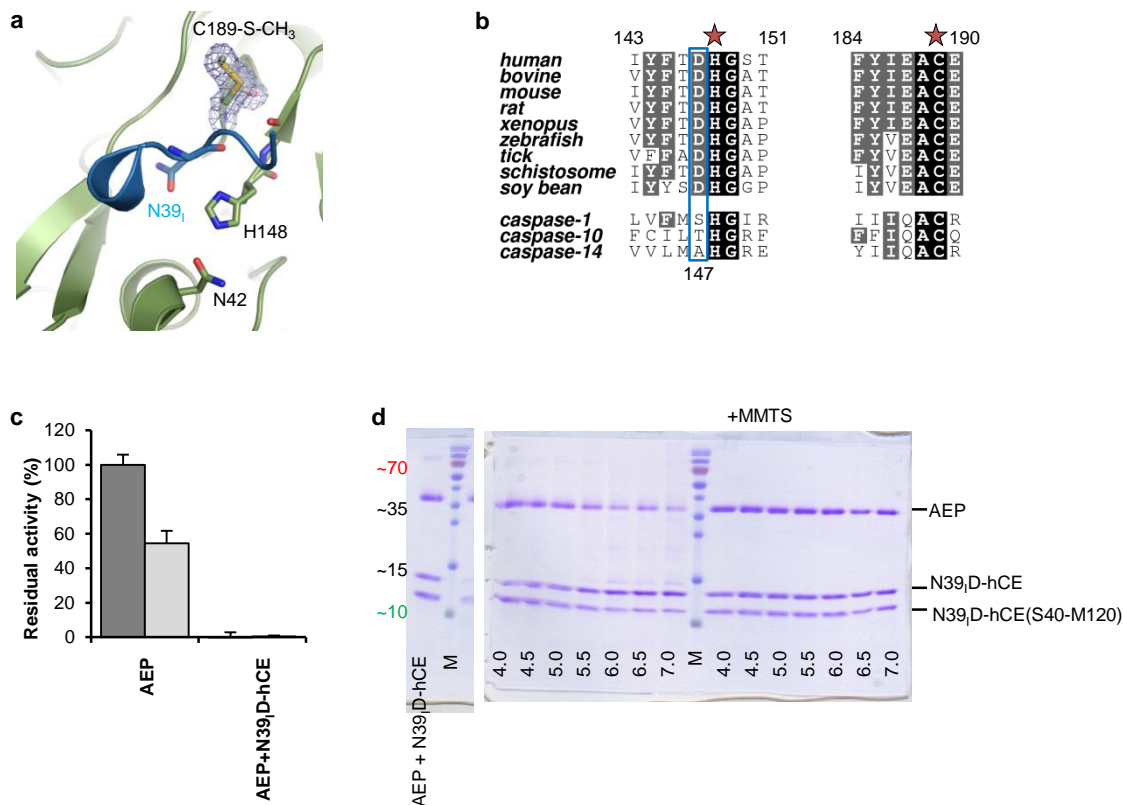 a
C189-S-CH₃
N39ᵢ
H148
N42
b
143 151 184 190
human I Y F T D H G S T F Y I E A C E
bovine V Y F T D H G A T F Y I E A C E
mouse I Y F T D H G A T F Y I E A C E
rat V Y F T D H G A T F Y I E A C E
xenopus V Y F T D H G A P F Y I E A C E
zebrafish V Y F T D H G A P F Y V E A C E
tick V F F A D H G A P F Y V E A C E
schistosome I Y F T D H G A P I Y V E A C E
soy bean I Y Y S D H G G P I Y V E A C E
caspase-1 L V F M S H G I R I I I Q A C R
caspase-10 F C I L T H G R F F F I Q A C Q
caspase-14 V V L M A H G R E Y I I Q A C R
147
c
Residual activity (%)
120
100
80
60
40
20
0
AEP
AEP+N39ᵢD-hCE
d
+MMTS
~70
~35
~15
~10
AEP
N39ᵢD-hCE
N39ᵢD-hCE(S40-M120)
AEP + N39ᵢD-hCE M 4.0 4.5 5.0 5.5 6.0 6.5 7.0 M 4.0 4.5 5.0 5.5 6.0 6.5 7.0